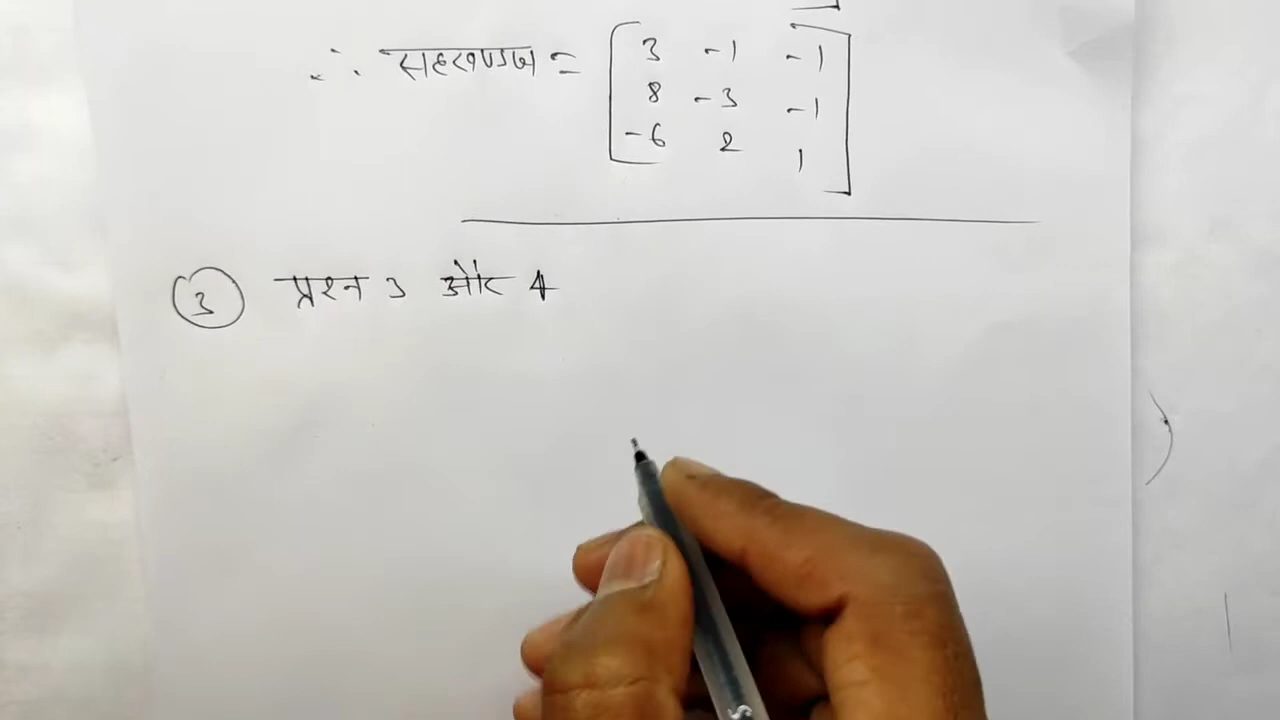 ∴ सहखण्डज = [ 3 -1 -1
8 -3 -1
-6 2 1 ]
3 प्रश्न 3 और 4